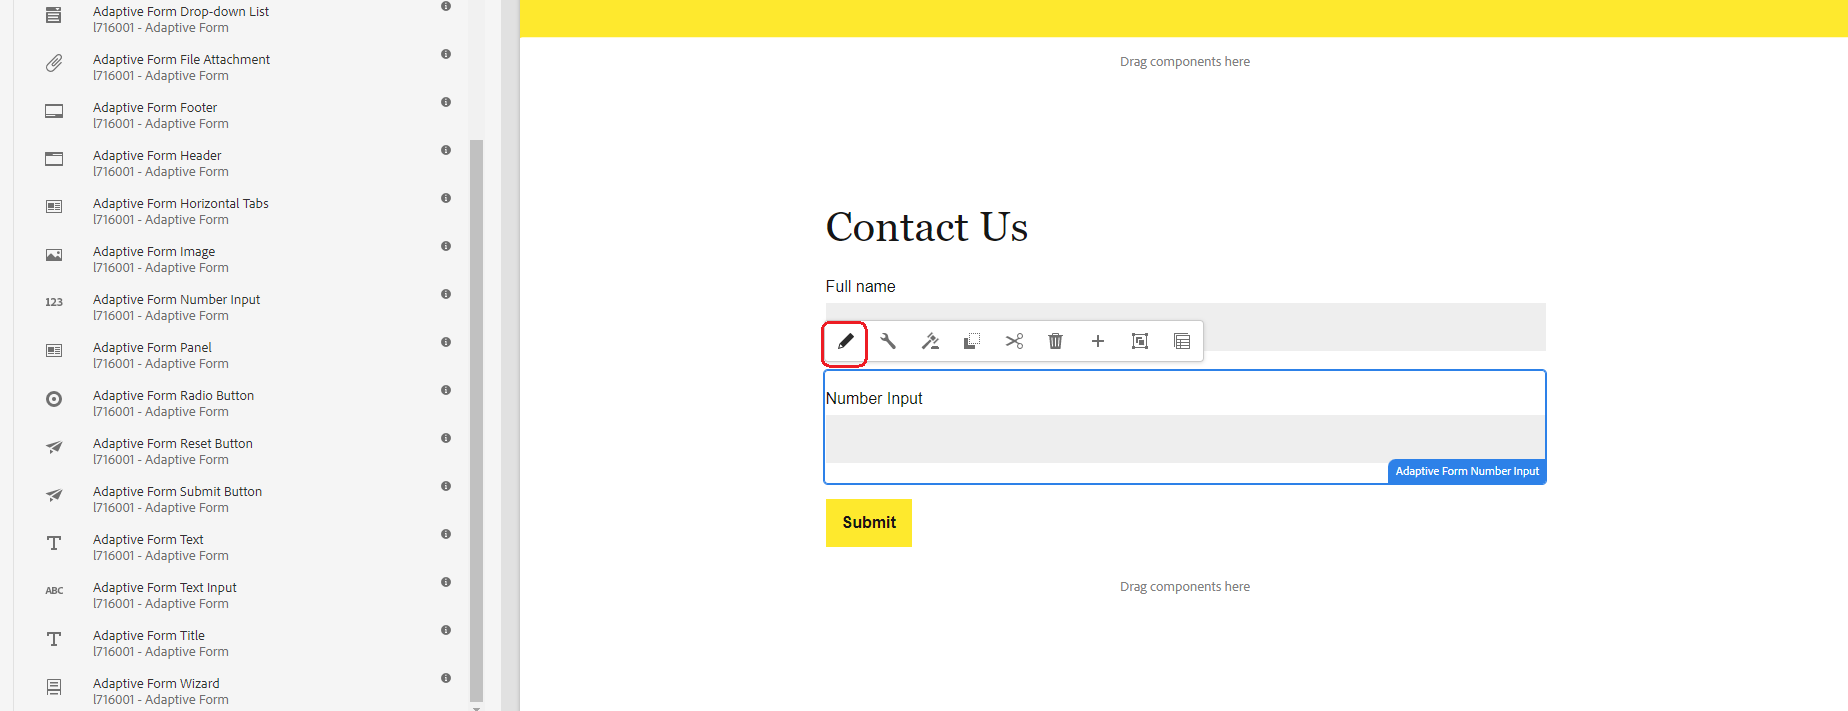 Adaptive Form Drop-down List
l716001 - Adaptive Form
Adaptive Form File Attachment
l716001 - Adaptive Form
Adaptive Form Footer
l716001 - Adaptive Form
Adaptive Form Header
l716001 - Adaptive Form
Adaptive Form Horizontal Tabs
l716001 - Adaptive Form
Adaptive Form Image
l716001 - Adaptive Form
123
Adaptive Form Number Input
l716001 - Adaptive Form
Adaptive Form Panel
l716001 - Adaptive Form
Adaptive Form Radio Button
l716001 - Adaptive Form
Adaptive Form Reset Button
l716001 - Adaptive Form
Adaptive Form Submit Button
l716001 - Adaptive Form
Adaptive Form Text
l716001 - Adaptive Form
ABC
Adaptive Form Text Input
l716001 - Adaptive Form
Adaptive Form Title
l716001 - Adaptive Form
Adaptive Form Wizard
l716001 - Adaptive Form
Drag components here
Contact Us
Full name
Number Input
Adaptive Form Number Input
Submit
Drag components here